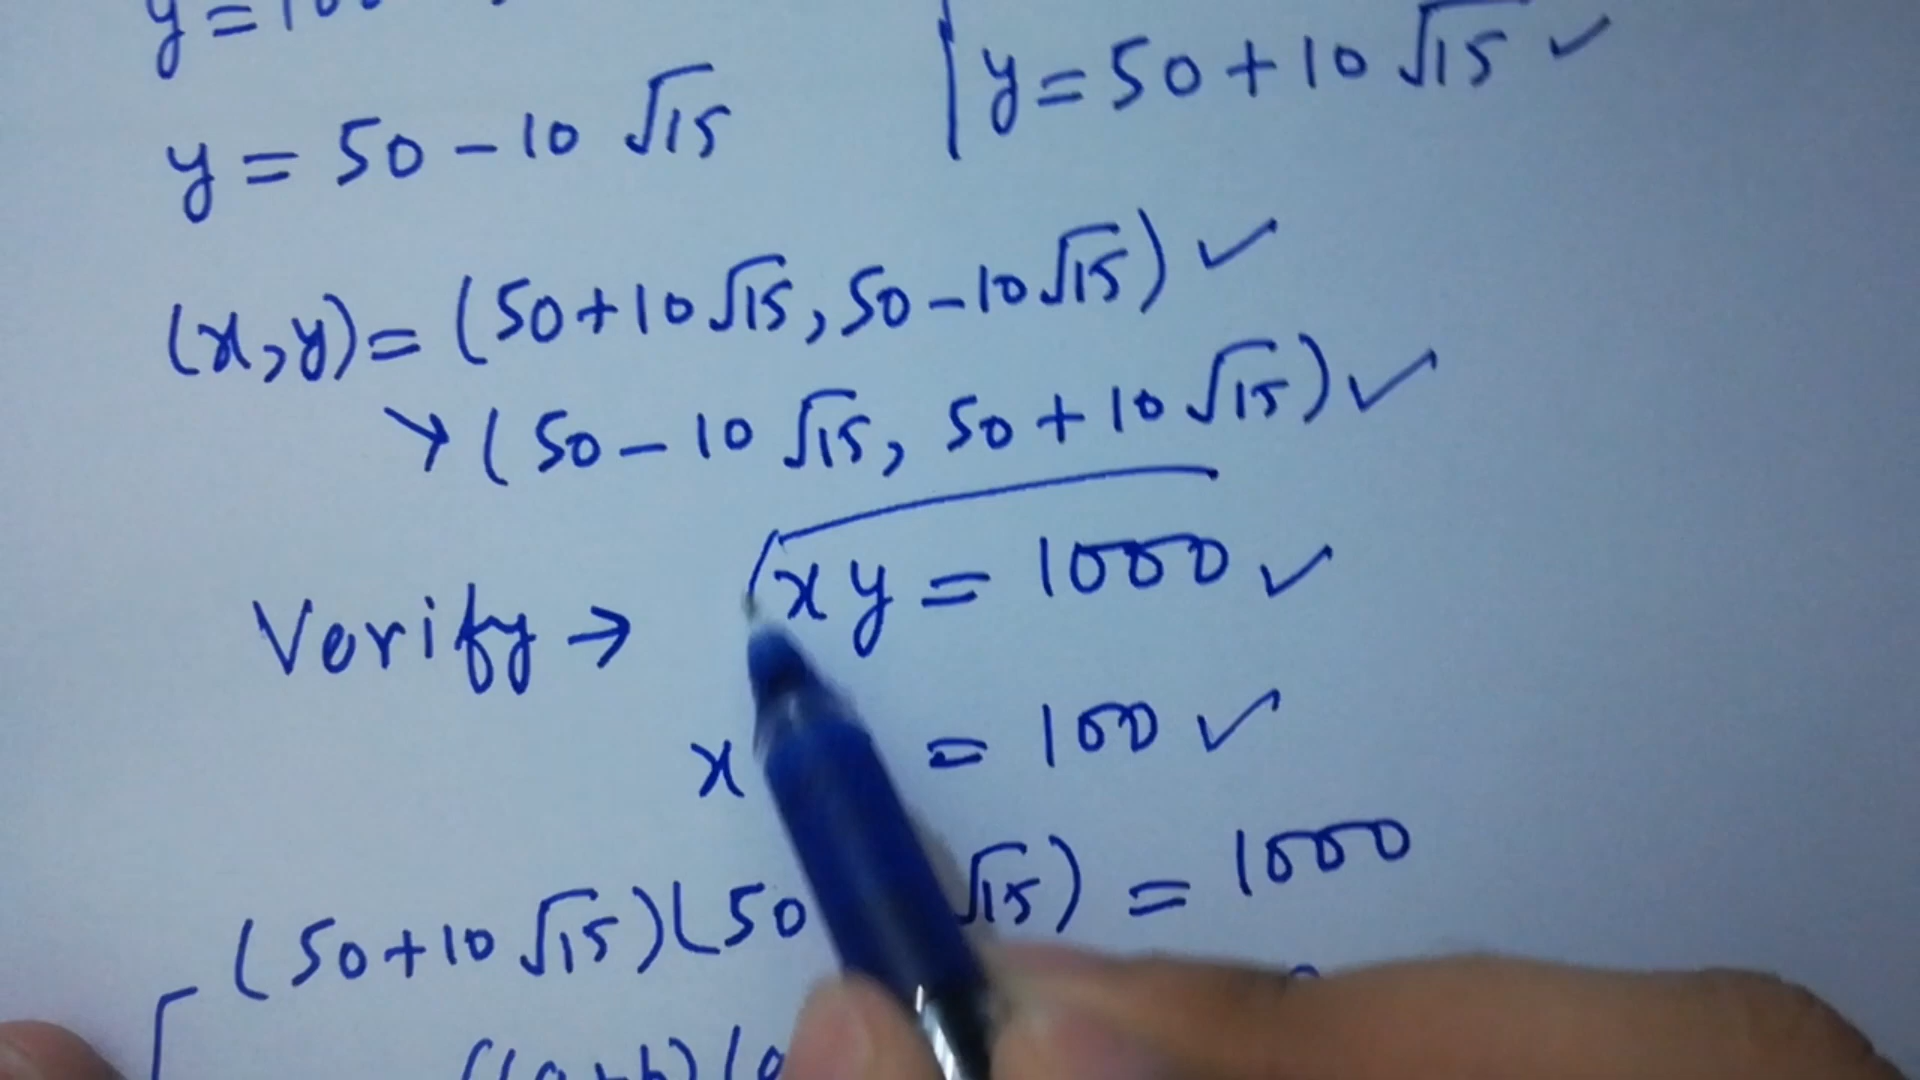 y = 10
y = 50 - 10 √15
y = 50 + 10 √15 ✓
(x, y) = (50 + 10 √15, 50 - 10 √15) ✓
→ (50 - 10 √15, 50 + 10 √15) ✓
Verify → xy = 1000 ✓
x = 100 ✓
(50 + 10 √15)(50 √15) = 1000
((a+b)(a